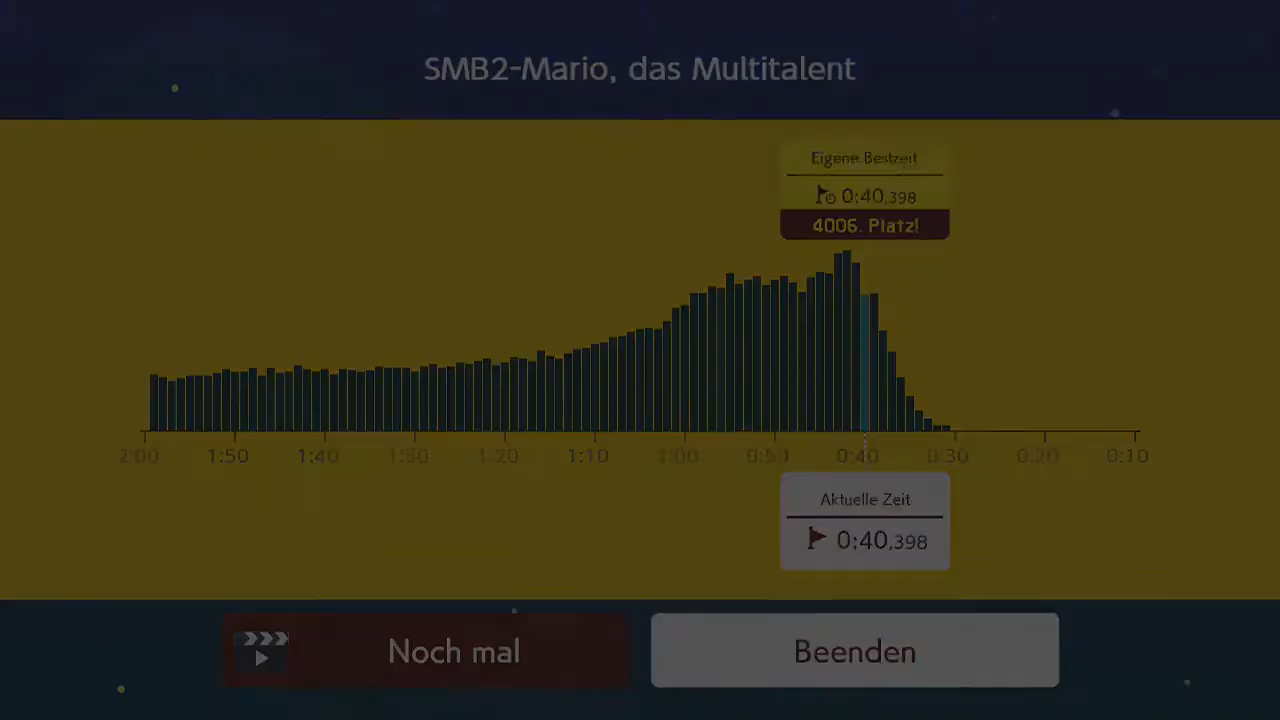 SMB2-Mario, das Multitalent
Eigene Bestzeit
0:40,398
4006. Platz!
2:00 1:50 1:40 1:30 1:20 1:10 1:00 0:50 0:40 0:30 0:20 0:10
Aktuelle Zeit
0:40,398
Noch mal
Beenden